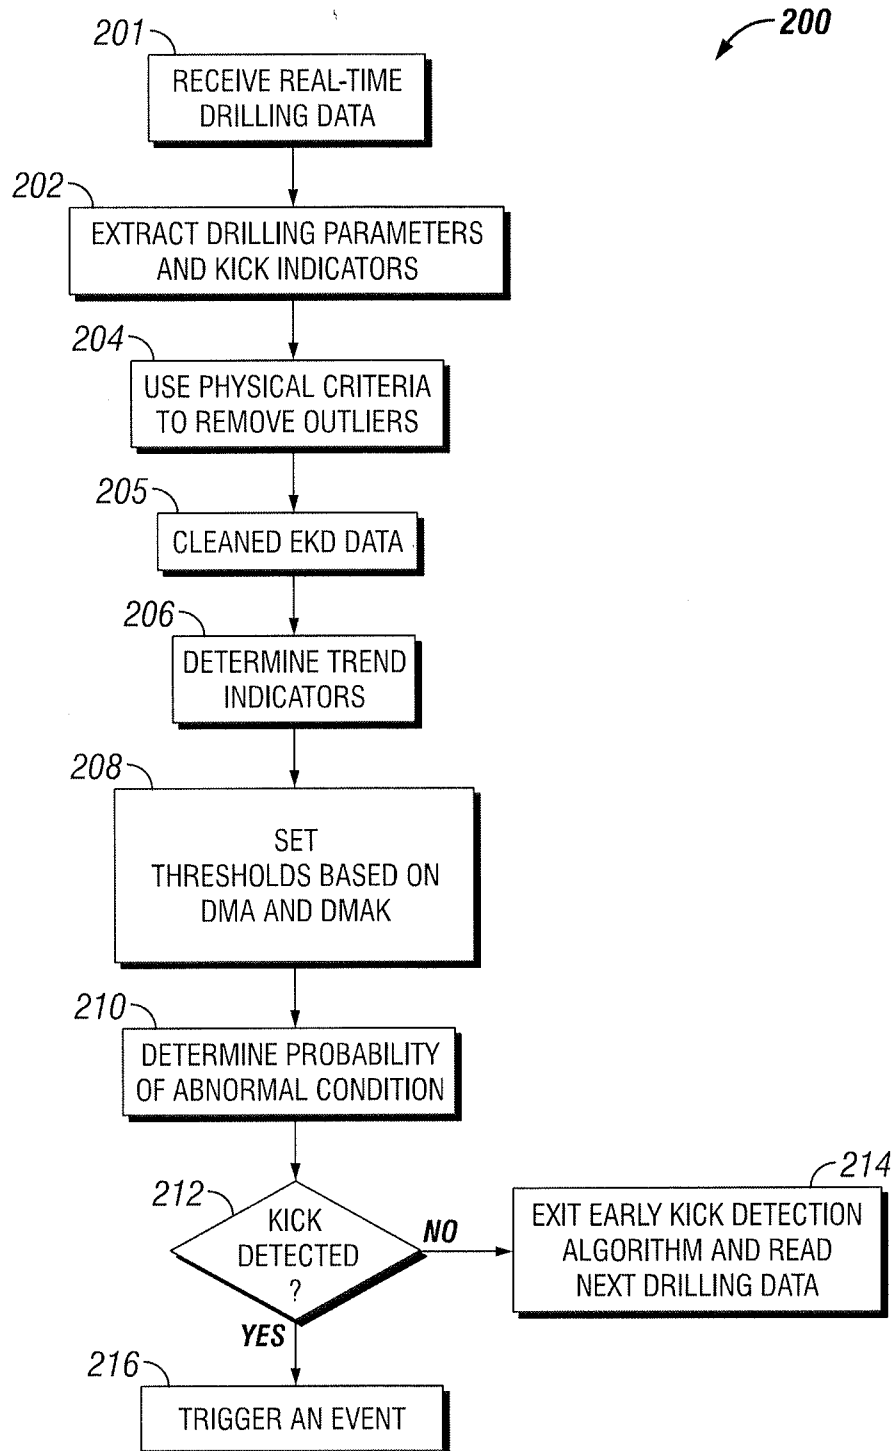 200
201
RECEIVE REAL-TIME
DRILLING DATA
202
EXTRACT DRILLING PARAMETERS
AND KICK INDICATORS
204
USE PHYSICAL CRITERIA
TO REMOVE OUTLIERS
205
CLEANED EKD DATA
206
DETERMINE TREND
INDICATORS
208
SET
THRESHOLDS BASED ON
DMA AND DMAK
210
DETERMINE PROBABILITY
OF ABNORMAL CONDITION
212
KICK
DETECTED
?
NO
214
EXIT EARLY KICK DETECTION
ALGORITHM AND READ
NEXT DRILLING DATA
YES
216
TRIGGER AN EVENT